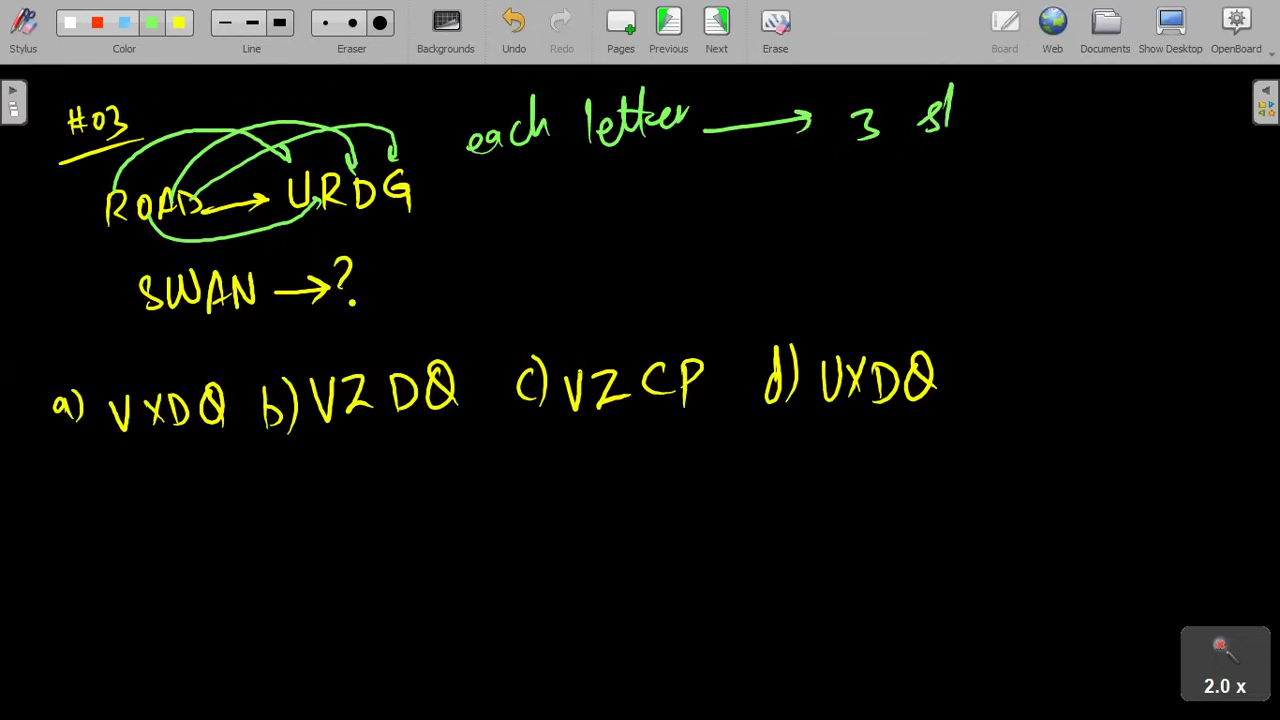 Stylus Color Line Eraser Backgrounds Undo Redo Pages Previous Next Erase Board Web Documents Show Desktop OpenBoard
#03 each letter → 3 sl
ROAD → URDG
SWAN → ?
a) VXDQ b) VZDQ c) VZCP d) UXDQ
2.0 x